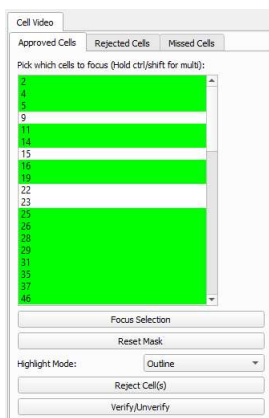 Cell Video
Approved Cells Rejected Cells Missed Cells
Pick which cells to focus (Hold ctrl/shift for multi):
2
4
5
9
11
14
15
16
19
22
23
25
26
28
29
31
35
37
46
Focus Selection
Reset Mask
Highlight Mode: Outline
Reject Cell(s)
Verify/Unverify